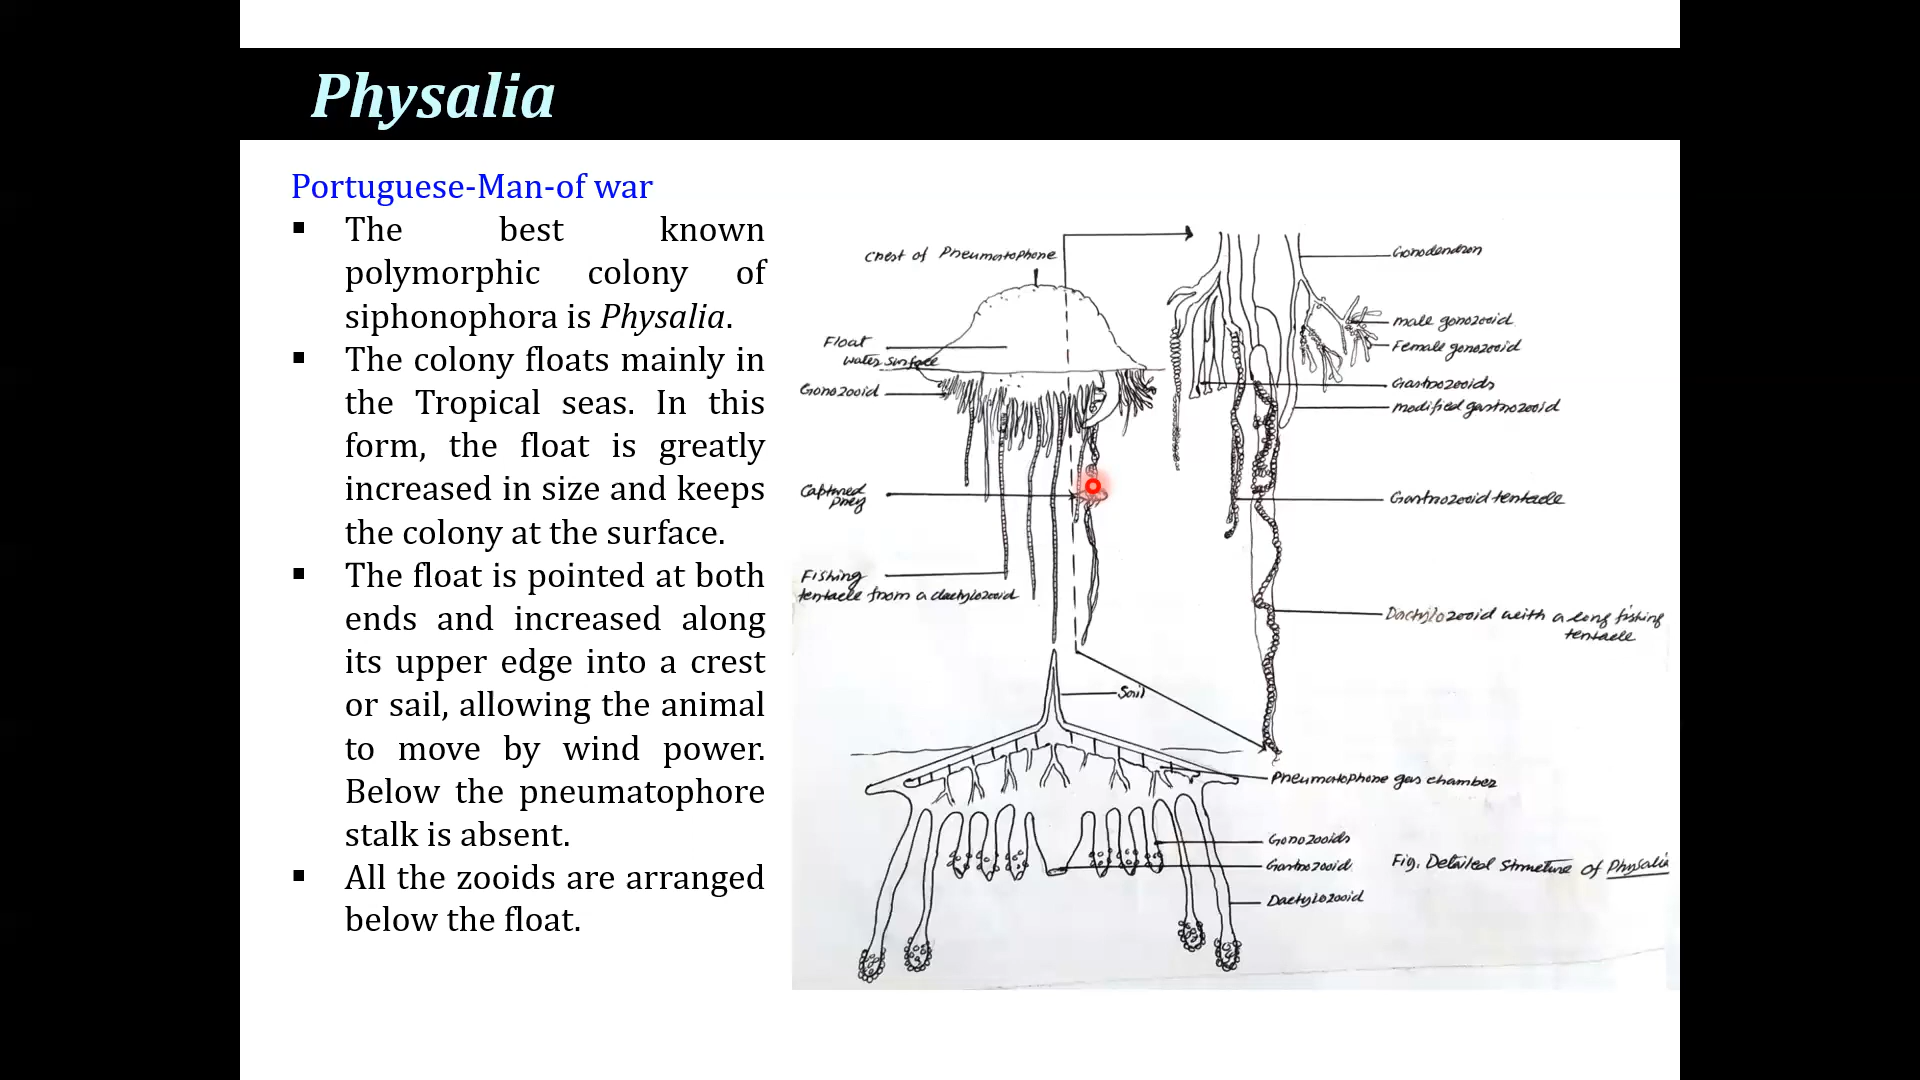 Physalia
Portuguese-Man-of war
▪ The best known
polymorphic colony of
siphonophora is Physalia.
▪ The colony floats mainly in
the Tropical seas. In this
form, the float is greatly
increased in size and keeps
the colony at the surface.
▪ The float is pointed at both
ends and increased along
its upper edge into a crest
or sail, allowing the animal
to move by wind power.
Below the pneumatophore
stalk is absent.
▪ All the zooids are arranged
below the float.
Crest of Pneumatophone
Float
water surface
Gonozooid
Captured
prey
Fishing
tentacle from a dactylozooid
Gonodendron
male gonozooid
Female gonozooid
Gastrozooids
modified gastrozooid
Gastrozooid tentacle
Dactylozooid with a long fishing
tentacle
Sail
Pneumatophone gas chamber
Gonozooids
Gastrozooid
Dactylozooid
Fig. Detailed Structure of Physalia